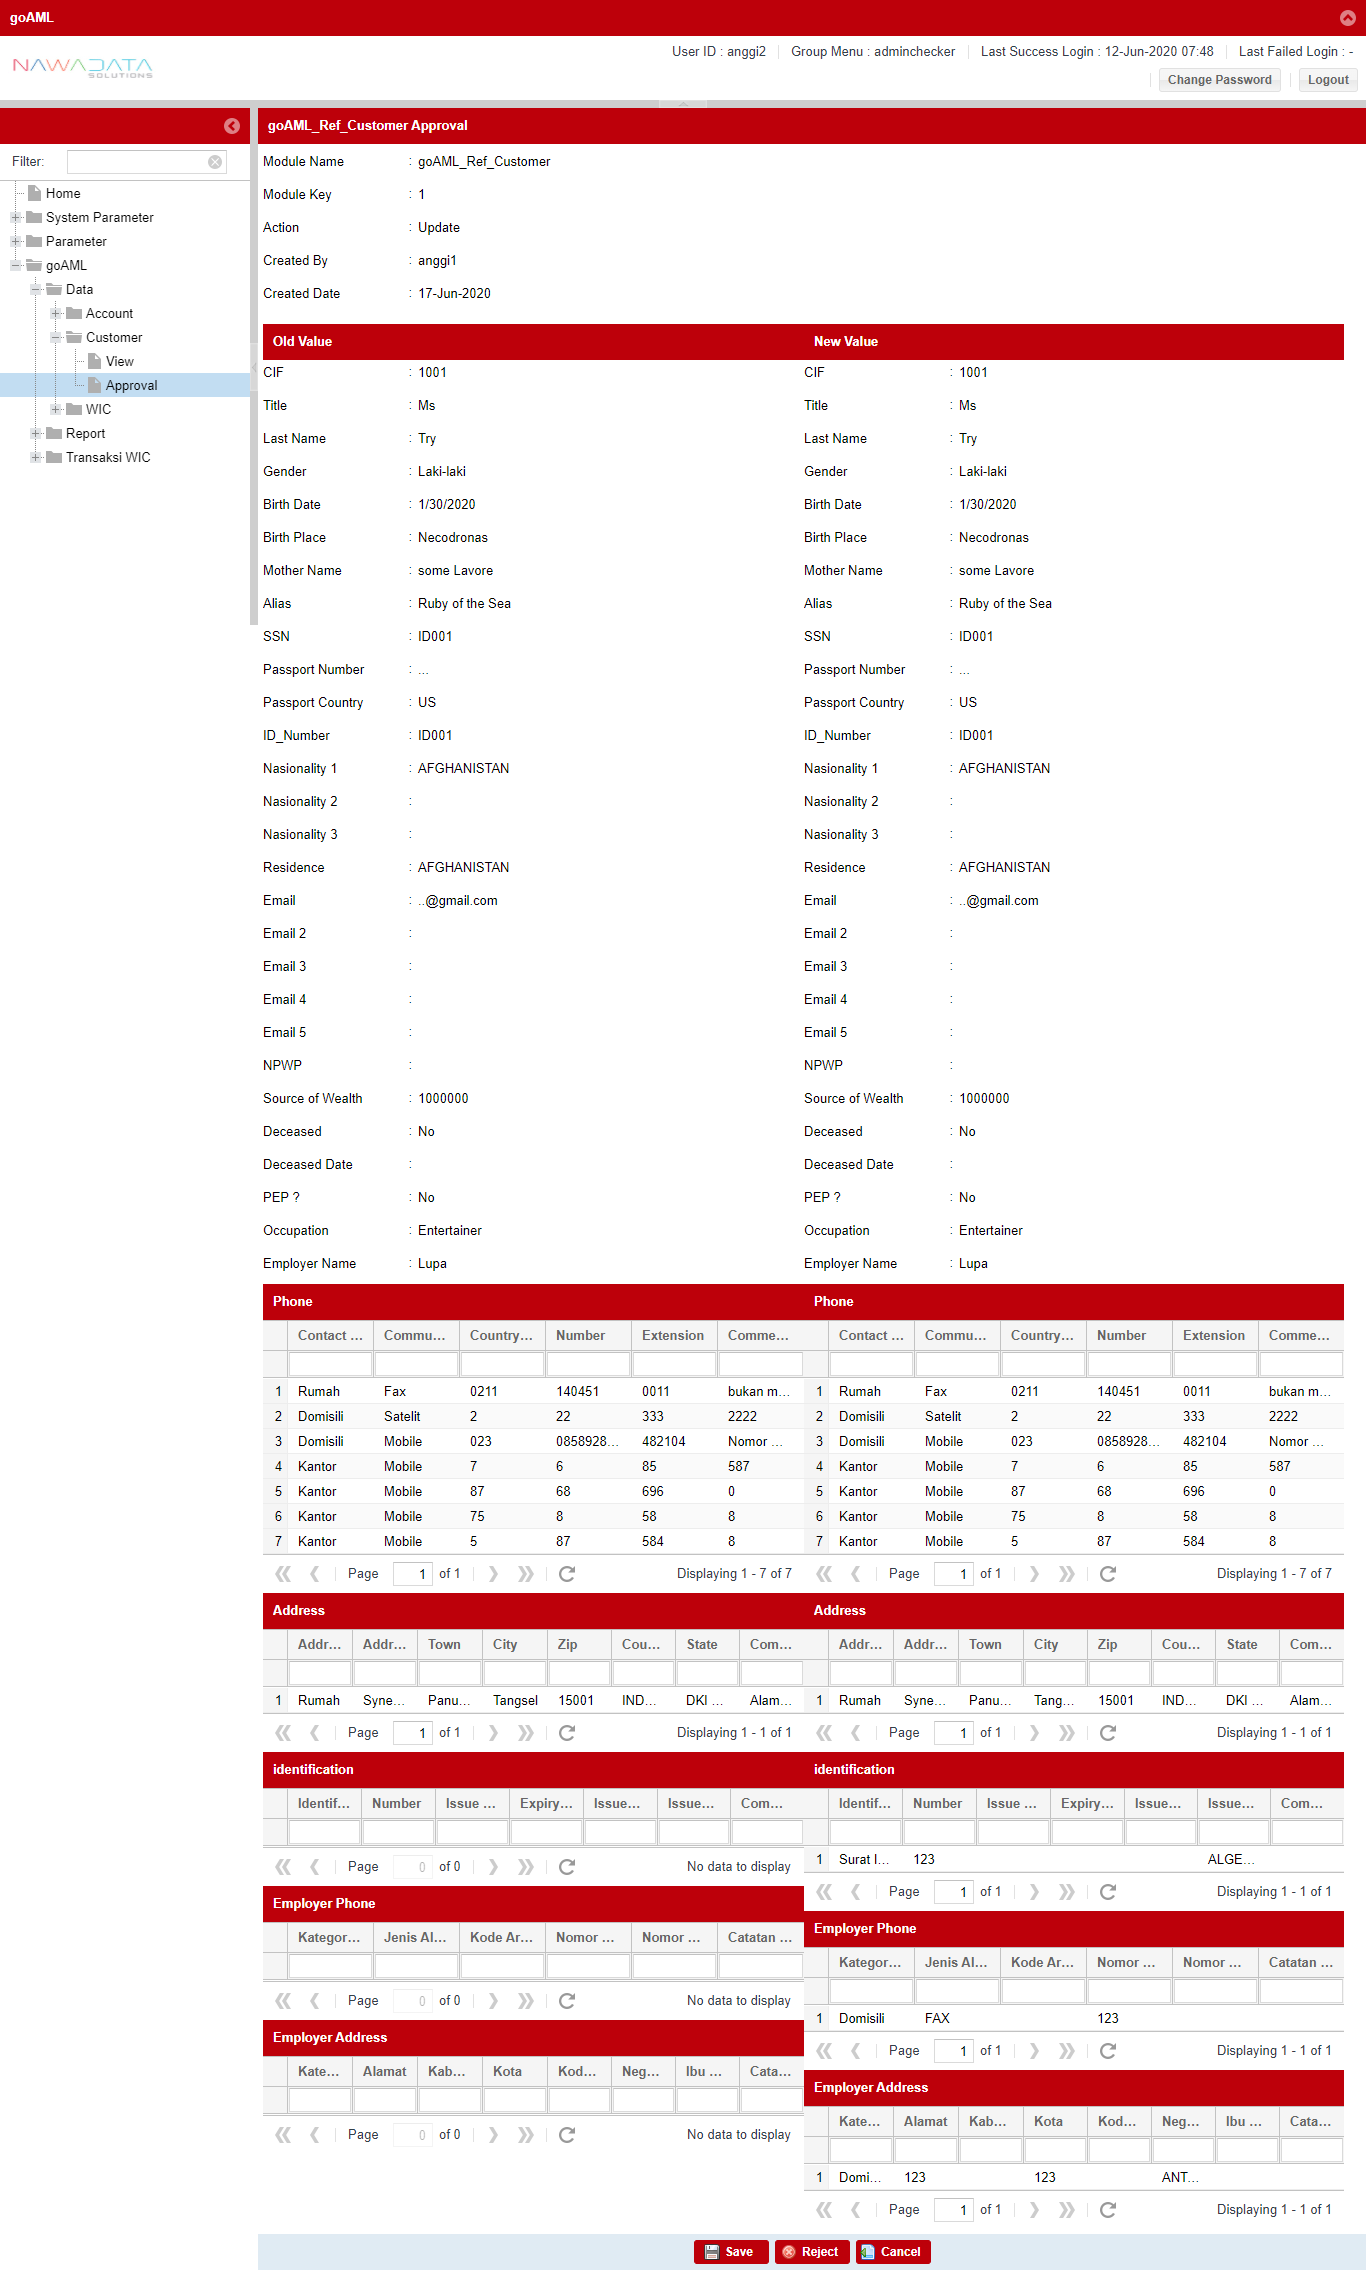 goAML
NAWADATA
SOLUTIONS
User ID : anggi2 Group Menu : adminchecker Last Success Login : 12-Jun-2020 07:48 Last Failed Login : -
Change Password Logout
goAML_Ref_Customer Approval
Filter:
Home
System Parameter
Parameter
goAML
Data
Account
Customer
View
Approval
WIC
Report
Transaksi WIC
Module Name : goAML_Ref_Customer
Module Key : 1
Action : Update
Created By : anggi1
Created Date : 17-Jun-2020
Old Value New Value
CIF : 1001 CIF : 1001
Title : Ms Title : Ms
Last Name : Try Last Name : Try
Gender : Laki-laki Gender : Laki-laki
Birth Date : 1/30/2020 Birth Date : 1/30/2020
Birth Place : Necodronas Birth Place : Necodronas
Mother Name : some Lavore Mother Name : some Lavore
Alias : Ruby of the Sea Alias : Ruby of the Sea
SSN : ID001 SSN : ID001
Passport Number : ... Passport Number : ...
Passport Country : US Passport Country : US
ID_Number : ID001 ID_Number : ID001
Nasionality 1 : AFGHANISTAN Nasionality 1 : AFGHANISTAN
Nasionality 2 : Nasionality 2 :
Nasionality 3 : Nasionality 3 :
Residence : AFGHANISTAN Residence : AFGHANISTAN
Email : ..@gmail.com Email : ..@gmail.com
Email 2 : Email 2 :
Email 3 : Email 3 :
Email 4 : Email 4 :
Email 5 : Email 5 :
NPWP : NPWP :
Source of Wealth : 1000000 Source of Wealth : 1000000
Deceased : No Deceased : No
Deceased Date : Deceased Date :
PEP ? : No PEP ? : No
Occupation : Entertainer Occupation : Entertainer
Employer Name : Lupa Employer Name : Lupa
Phone Phone
Contact ... Commu... Country... Number Extension Comme... Contact ... Commu... Country... Number Extension Comme...
1 Rumah Fax 0211 140451 0011 bukan m... 1 Rumah Fax 0211 140451 0011 bukan m...
2 Domisili Satelit 2 22 333 2222 2 Domisili Satelit 2 22 333 2222
3 Domisili Mobile 023 0858928... 482104 Nomor ... 3 Domisili Mobile 023 0858928... 482104 Nomor ...
4 Kantor Mobile 7 6 85 587 4 Kantor Mobile 7 6 85 587
5 Kantor Mobile 87 68 696 0 5 Kantor Mobile 87 68 696 0
6 Kantor Mobile 75 8 58 8 6 Kantor Mobile 75 8 58 8
7 Kantor Mobile 5 87 584 8 7 Kantor Mobile 5 87 584 8
Page 1 of 1 Displaying 1 - 7 of 7 Page 1 of 1 Displaying 1 - 7 of 7
Address Address
Addr... Addr... Town City Zip Cou... State Com... Addr... Addr... Town City Zip Cou... State Com...
1 Rumah Syne... Panu... Tangsel 15001 IND... DKI ... Alam... 1 Rumah Syne... Panu... Tang... 15001 IND... DKI ... Alam...
Page 1 of 1 Displaying 1 - 1 of 1 Page 1 of 1 Displaying 1 - 1 of 1
identification identification
Identif... Number Issue ... Expiry... Issue... Issue... Com... Identif... Number Issue ... Expiry... Issue... Issue... Com...
1 Surat I... 123 ALGE...
Page 0 of 0 No data to display Page 1 of 1 Displaying 1 - 1 of 1
Employer Phone Employer Phone
Kategor... Jenis Al... Kode Ar... Nomor ... Nomor ... Catatan ... Kategor... Jenis Al... Kode Ar... Nomor ... Nomor ... Catatan ...
1 Domisili FAX 123
Page 0 of 0 No data to display Page 1 of 1 Displaying 1 - 1 of 1
Employer Address Employer Address
Kate... Alamat Kab... Kota Kod... Neg... Ibu ... Cata... Kate... Alamat Kab... Kota Kod... Neg... Ibu ... Cata...
1 Domi... 123 123 ANT...
Page 0 of 0 No data to display Page 1 of 1 Displaying 1 - 1 of 1
Save Reject Cancel